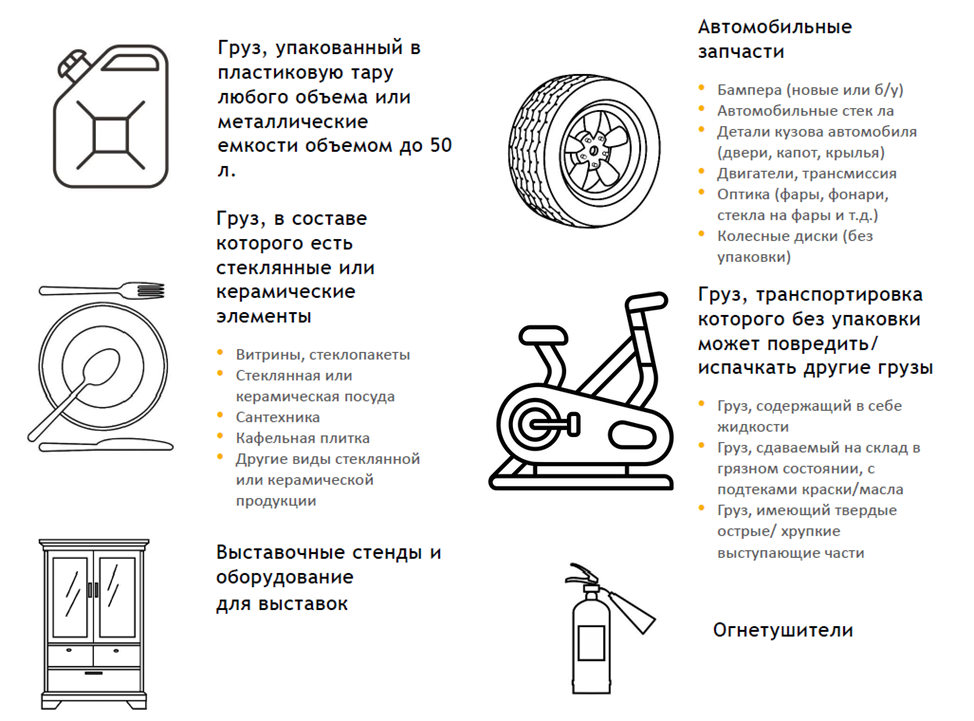 Груз, упакованный в
пластиковую тару
любого объема или
металлические
емкости объемом до 50
л.
Груз, в составе
которого есть
стеклянные или
керамические
элементы
• Витрины, стеклопакеты
• Стеклянная или
керамическая посуда
• Сантехника
• Кафельная плитка
• Другие виды стеклянной
или керамической
продукции
Выставочные стенды и
оборудование
для выставок
Автомобильные
запчасти
• Бампера (новые или б/у)
• Автомобильные стек ла
• Детали кузова автомобиля
(двери, капот, крылья)
• Двигатели, трансмиссия
• Оптика (фары, фонари,
стекла на фары и т.д.)
• Колесные диски (без
упаковки)
Груз, транспортировка
которого без упаковки
может повредить/
испачкать другие грузы
• Груз, содержащий в себе
жидкости
• Груз, сдаваемый на склад в
грязном состоянии, с
подтеками краски/масла
• Груз, имеющий твердые
острые/ хрупкие
выступающие части
Огнетушители